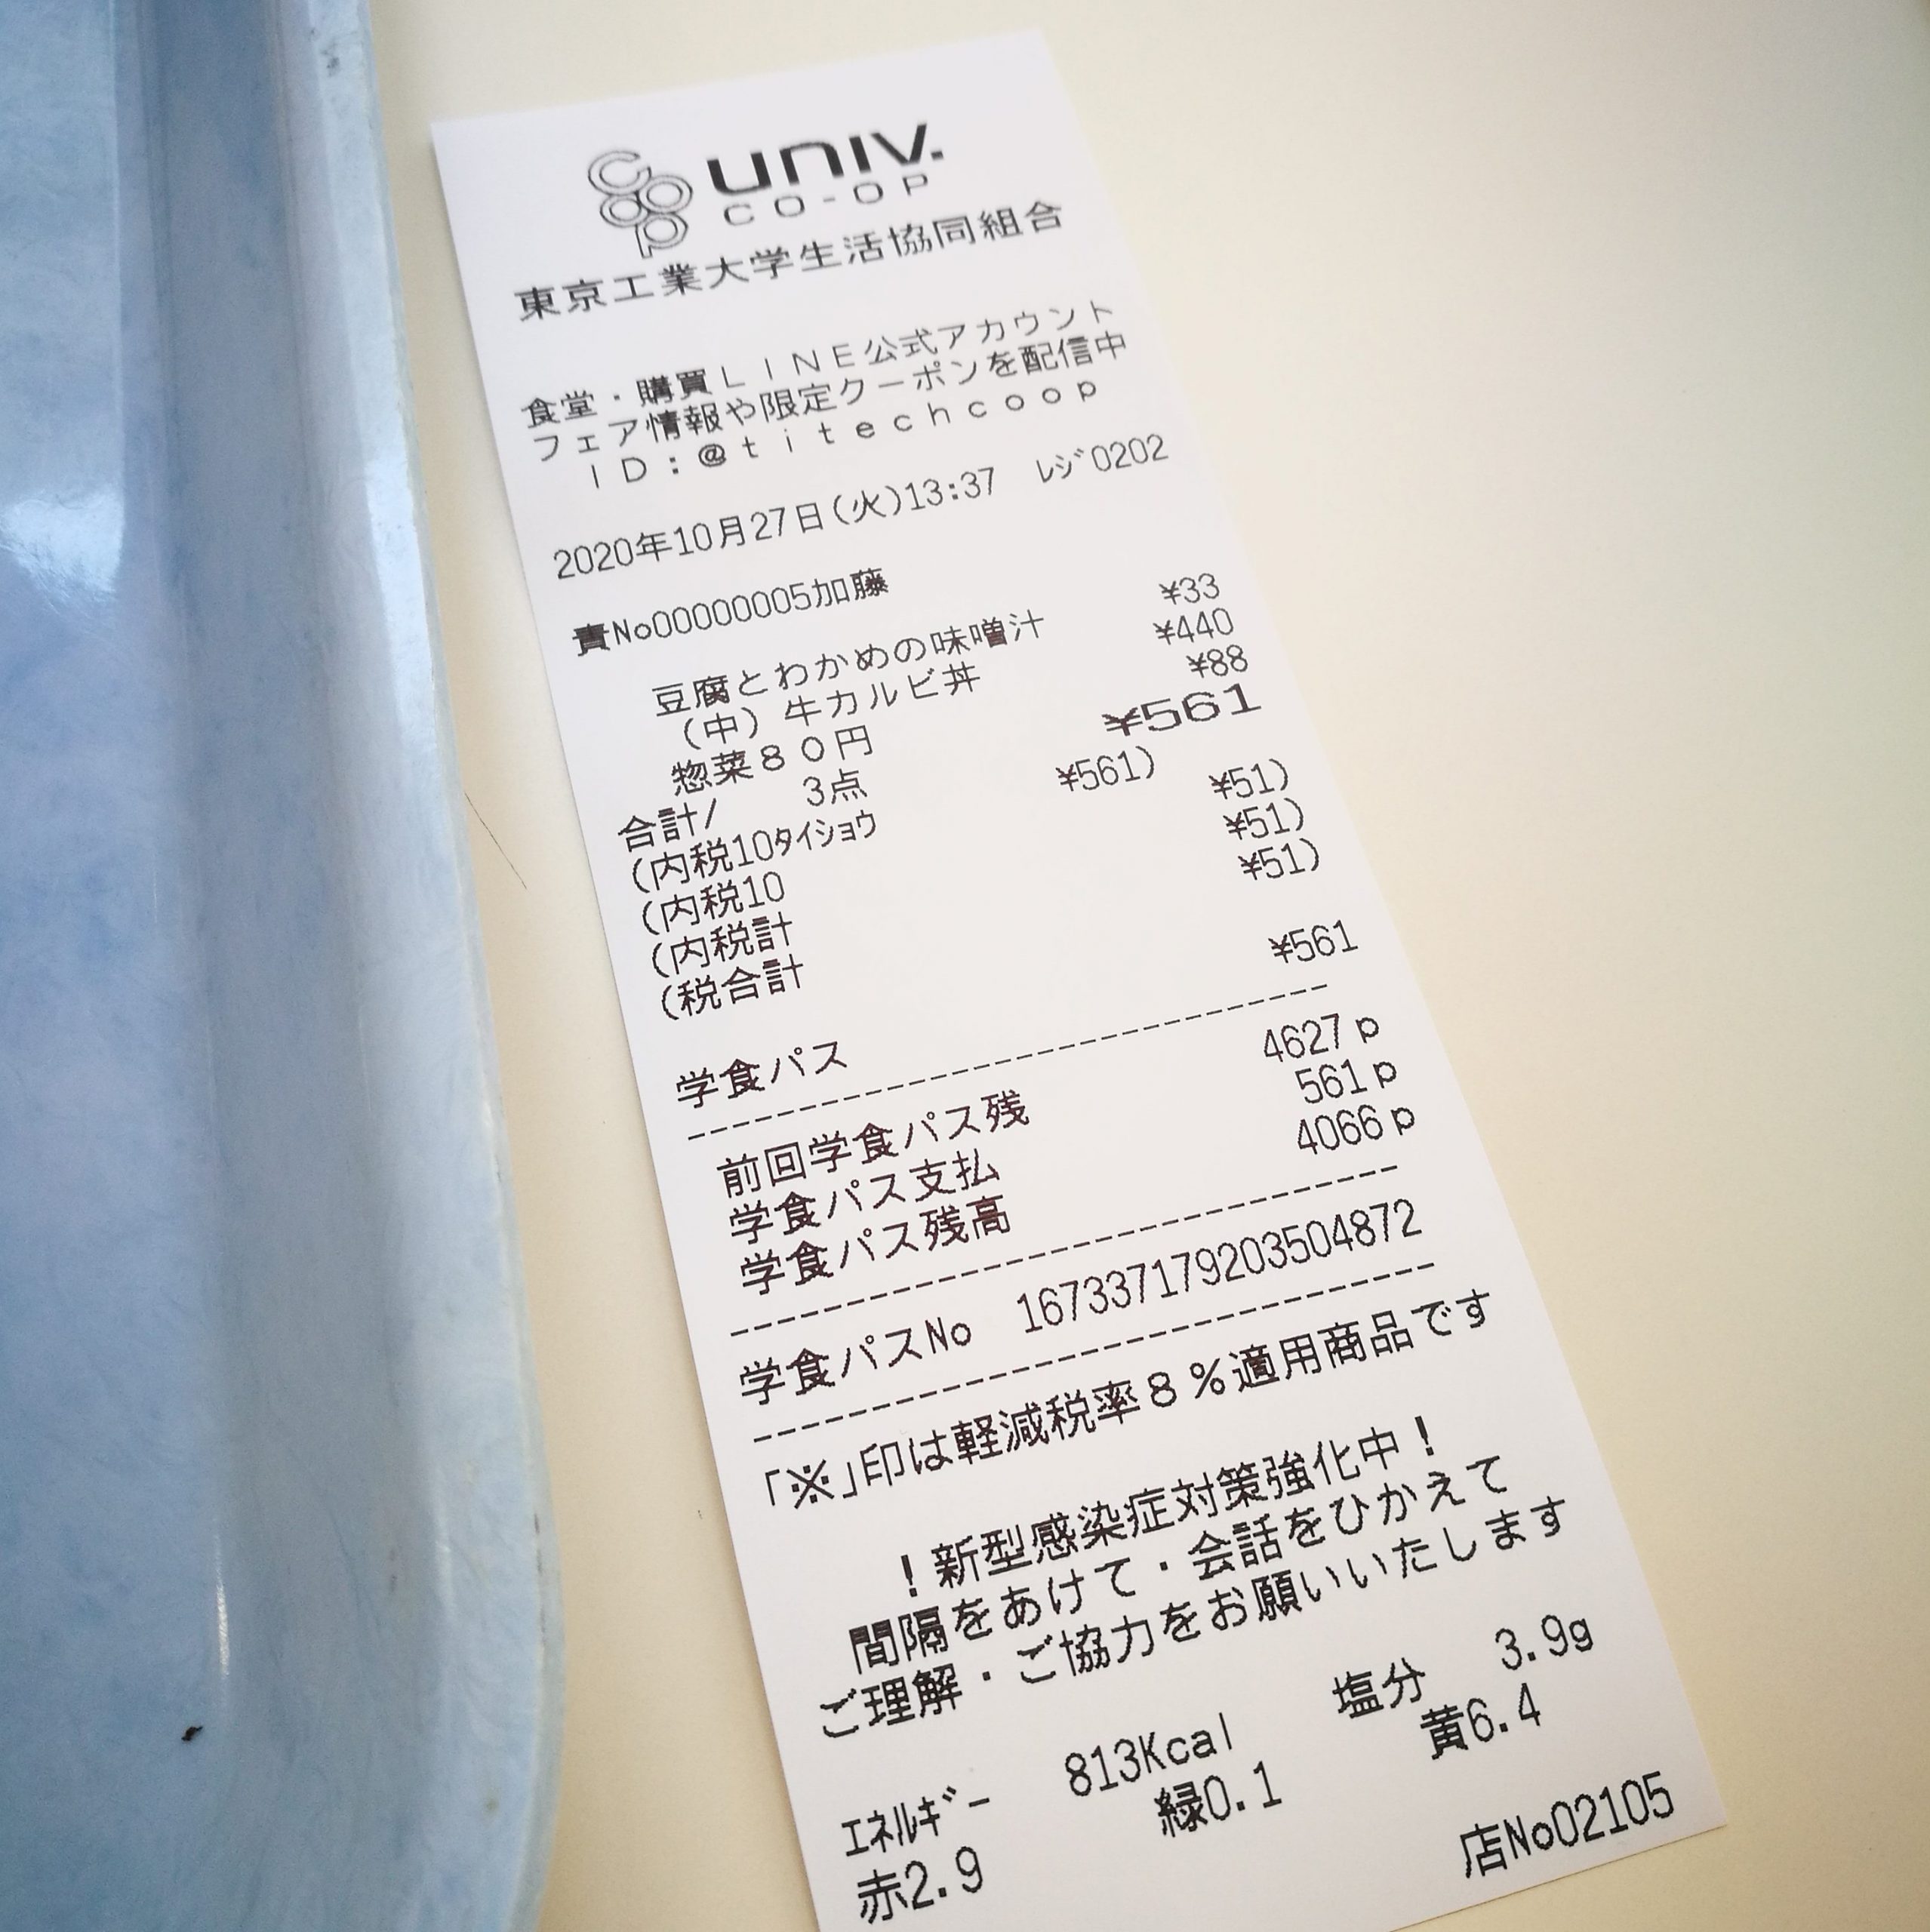 coop univ.
CO-OP
東京工業大学生活協同組合
食堂・購買ＬＩＮＥ公式アカウント
フェア情報や限定クーポンを配信中
ＩＤ：＠ｔｉｔｅｃｈｃｏｏｐ
2020年10月27日(火)13:37 ﾚｼﾞ0202
責No00000005加藤
豆腐とわかめの味噌汁 ¥33
（中）牛カルビ丼 ¥440
惣菜８０円 ¥88
合計/ 3点 ¥561
(内税10ﾀｲｼｮｳ ¥561)
(内税10 ¥51)
(内税計 ¥51)
(税合計 ¥51)
学食パス ¥561
--------------------------------
前回学食パス残 4627ｐ
学食パス支払 561ｐ
学食パス残高 4066ｐ
--------------------------------
学食パスNo 167337179203504872
--------------------------------
「※」印は軽減税率８％適用商品です
！新型感染症対策強化中！
間隔をあけて・会話をひかえて
ご理解・ご協力をお願いいたします
ｴﾈﾙｷﾞｰ 813Kcal 塩分 3.9g
赤2.9 緑0.1 黄6.4
店No02105